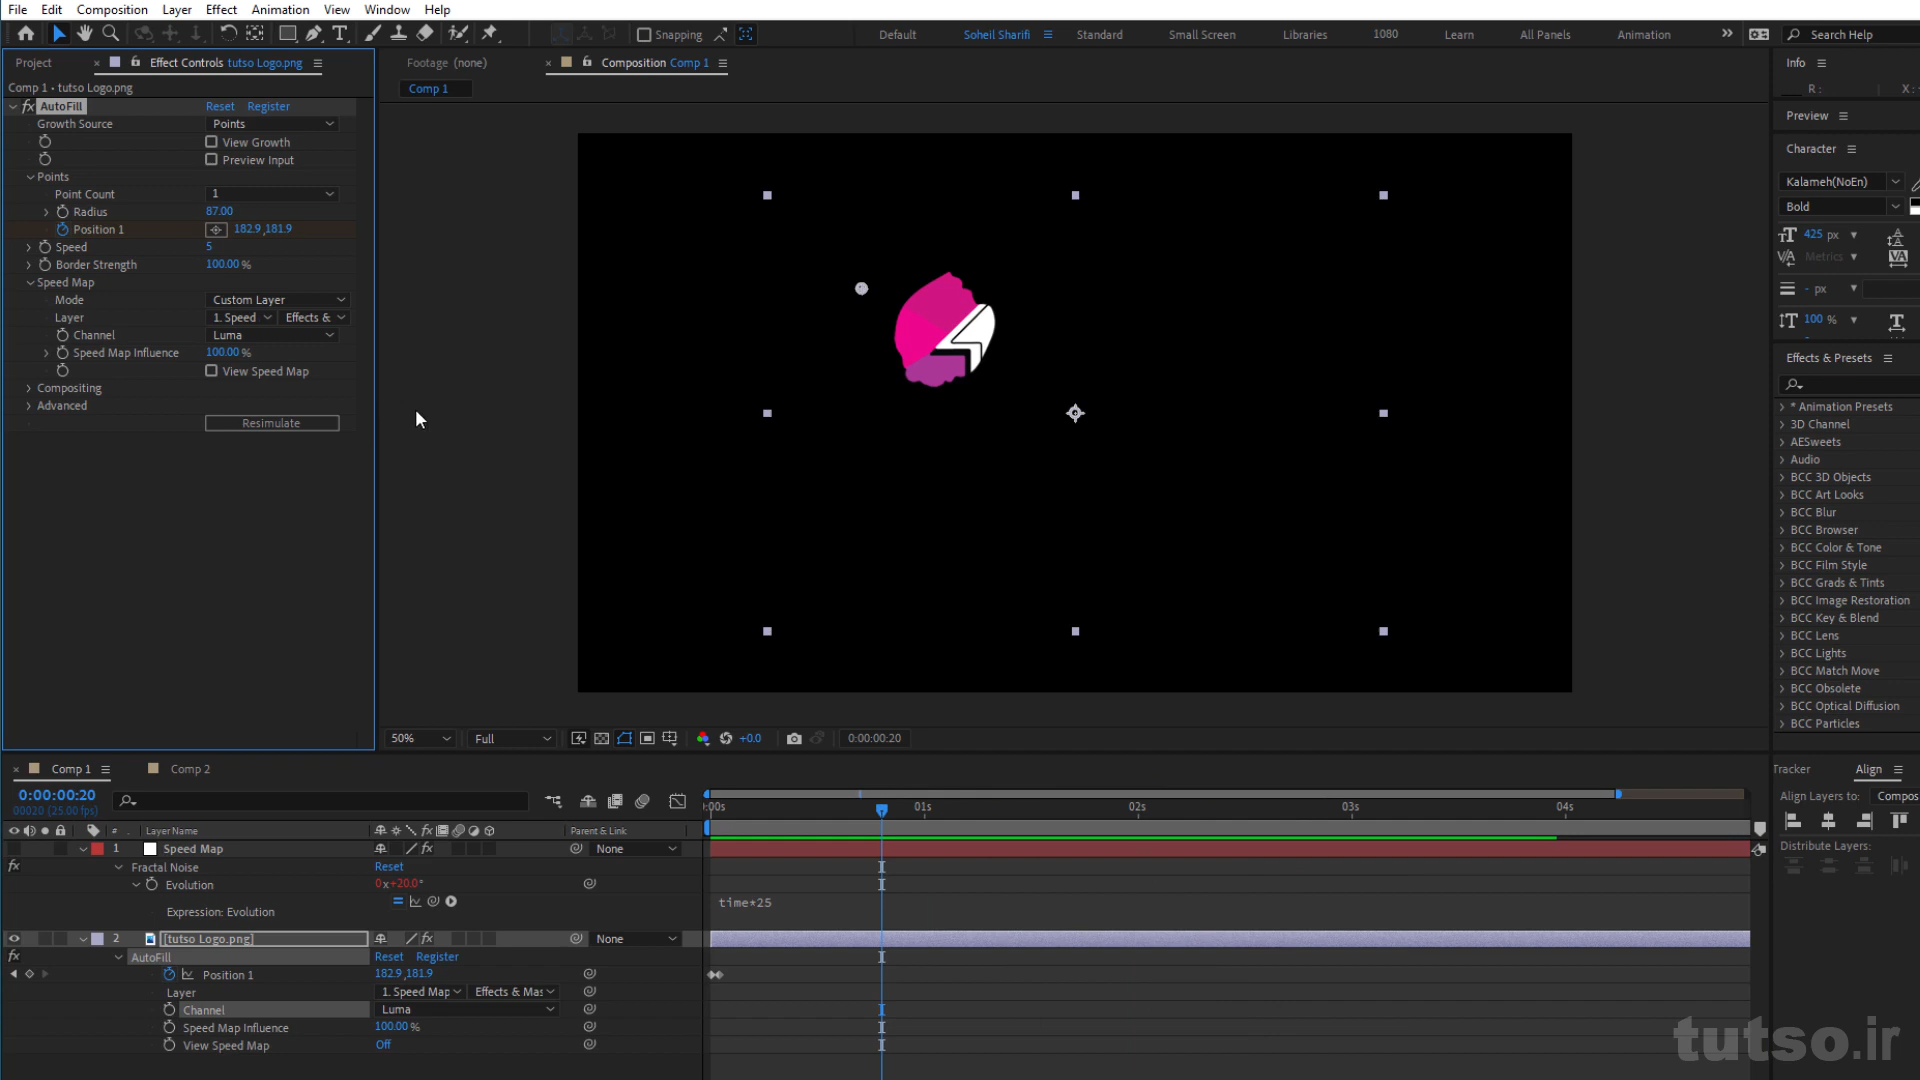 File Edit Composition Layer Effect Animation View Window Help
Snapping
Default Soheil Sharifi Standard Small Screen Libraries 1080 Learn All Panels Animation Search Help
Project Effect Controls tutso Logo.png
Footage (none) Composition Comp 1
Info
Comp 1 • tutso Logo.png
Comp 1
R: X:
fx AutoFill Reset Register
Growth Source Points
View Growth
Preview Input
Points
Point Count 1
Radius 87.00
Position 1 182.9,181.9
Speed 5
Border Strength 100.00 %
Speed Map
Mode Custom Layer
Layer 1. Speed Effects &
Channel Luma
Speed Map Influence 100.00 %
View Speed Map
Compositing
Advanced
Resimulate
Preview
Character
Kalameh(NoEn)
Bold
425 px
Metrics
- px
100 %
Effects & Presets
* Animation Presets
3D Channel
AESweets
Audio
BCC 3D Objects
BCC Art Looks
BCC Blur
BCC Browser
BCC Color & Tone
BCC Film Style
BCC Grads & Tints
BCC Image Restoration
BCC Key & Blend
BCC Lens
BCC Lights
BCC Match Move
BCC Obsolete
BCC Optical Diffusion
BCC Particles
50% Full +0.0 0:00:00:20
Comp 1 Comp 2
Tracker Align
0:00:00:20
00020 (25.00 fps)
Align Layers to: Compos
:00s 01s 02s 03s 04s
# Layer Name fx Parent & Link
Distribute Layers:
1 Speed Map fx None
fx Fractal Noise Reset
Evolution 0x+20.0°
Expression: Evolution time*25
2 [tutso Logo.png] fx None
fx AutoFill Reset Register
Position 1 182.9,181.9
Layer 1. Speed Map Effects & Mas
Channel Luma
Speed Map Influence 100.00 %
View Speed Map Off
tutso.ir